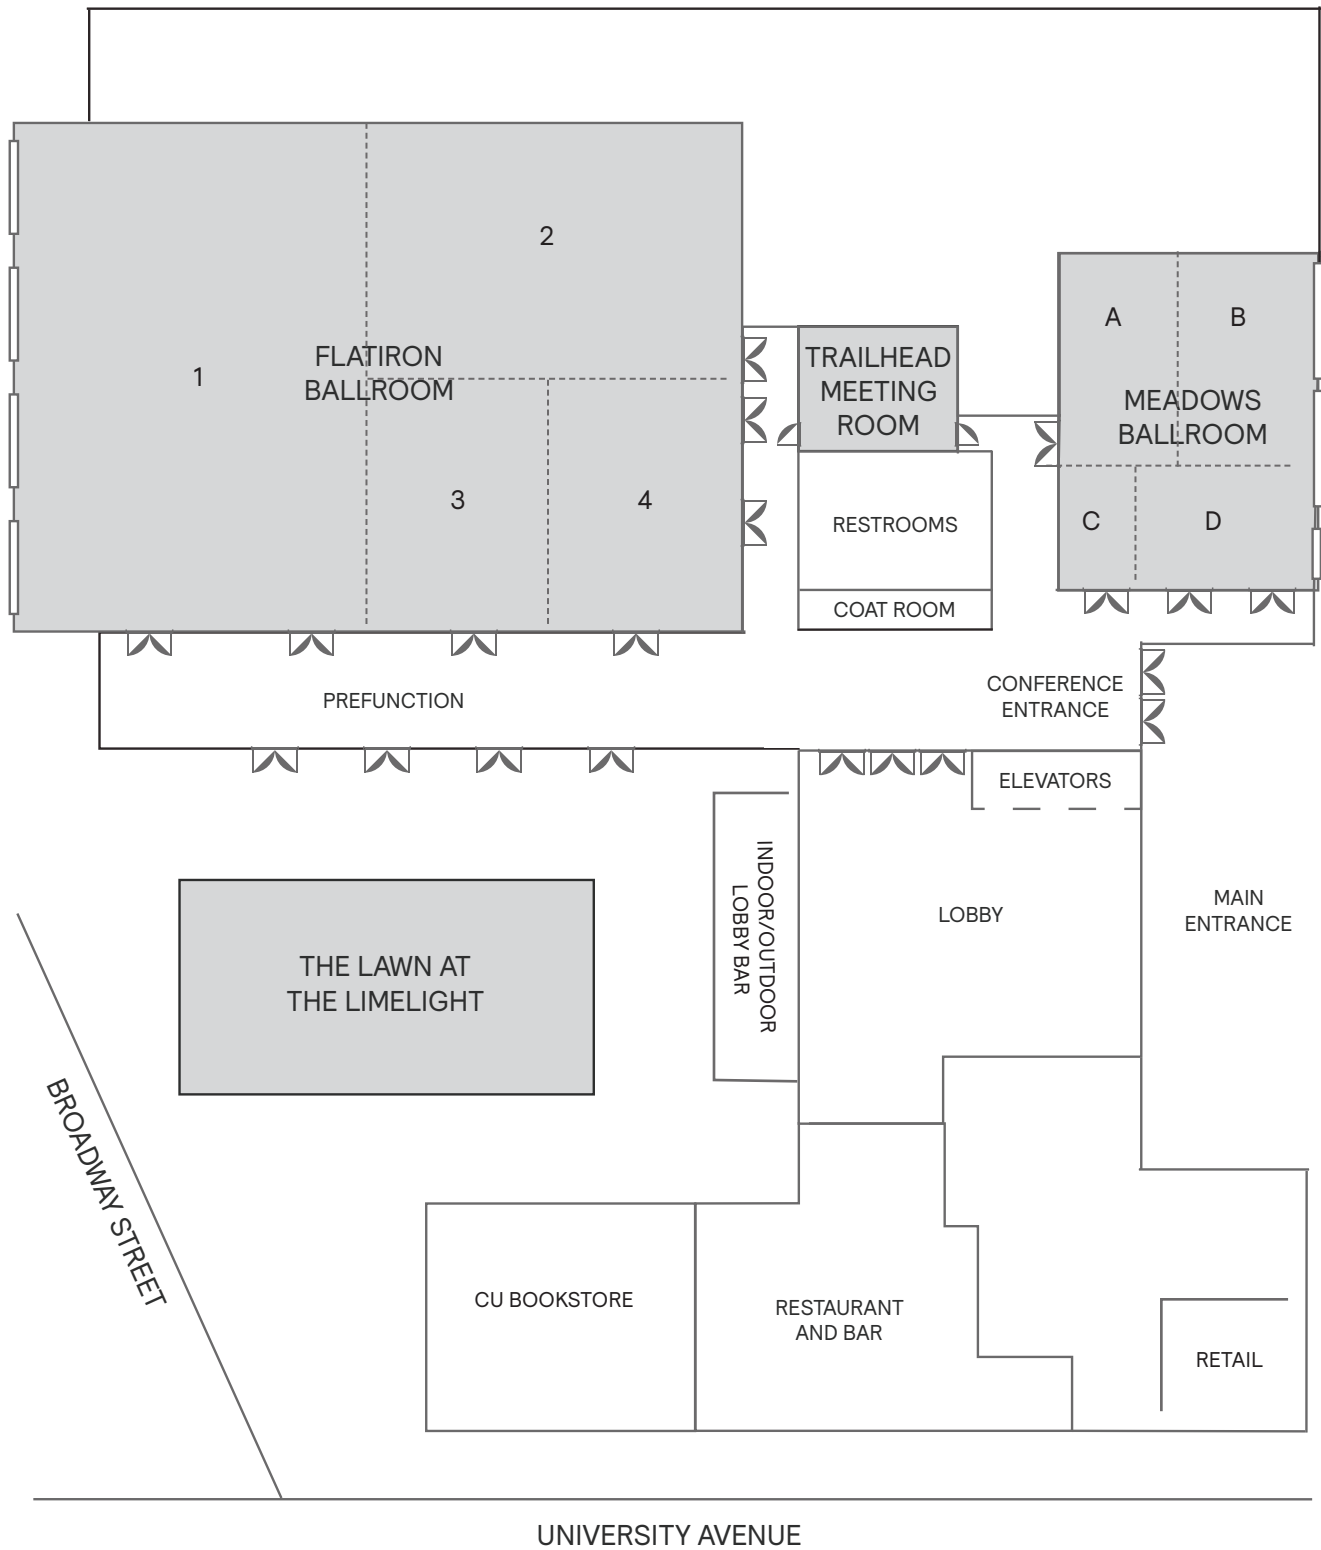 2
A
B
FLATIRON
BALLROOM
1
TRAILHEAD
MEETING
ROOM
MEADOWS
BALLROOM
3
4
RESTROOMS
C
D
COAT ROOM
PREFUNCTION
CONFERENCE
ENTRANCE
ELEVATORS
INDOOR/OUTDOOR
LOBBY BAR
LOBBY
MAIN
ENTRANCE
THE LAWN AT
THE LIMELIGHT
BROADWAY STREET
CU BOOKSTORE
RESTAURANT
AND BAR
RETAIL
UNIVERSITY AVENUE